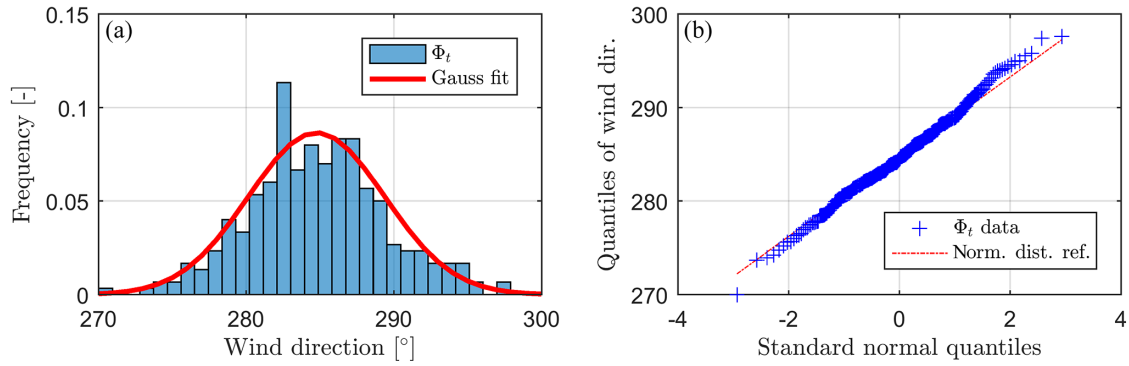 (a)
0.15
0.1
0.05
0
Frequency [-]
270
280
290
300
Wind direction [°]
Φt
Gauss fit
(b)
300
290
280
270
Quantiles of wind dir.
-4
-2
0
2
4
Standard normal quantiles
Φt data
Norm. dist. ref.